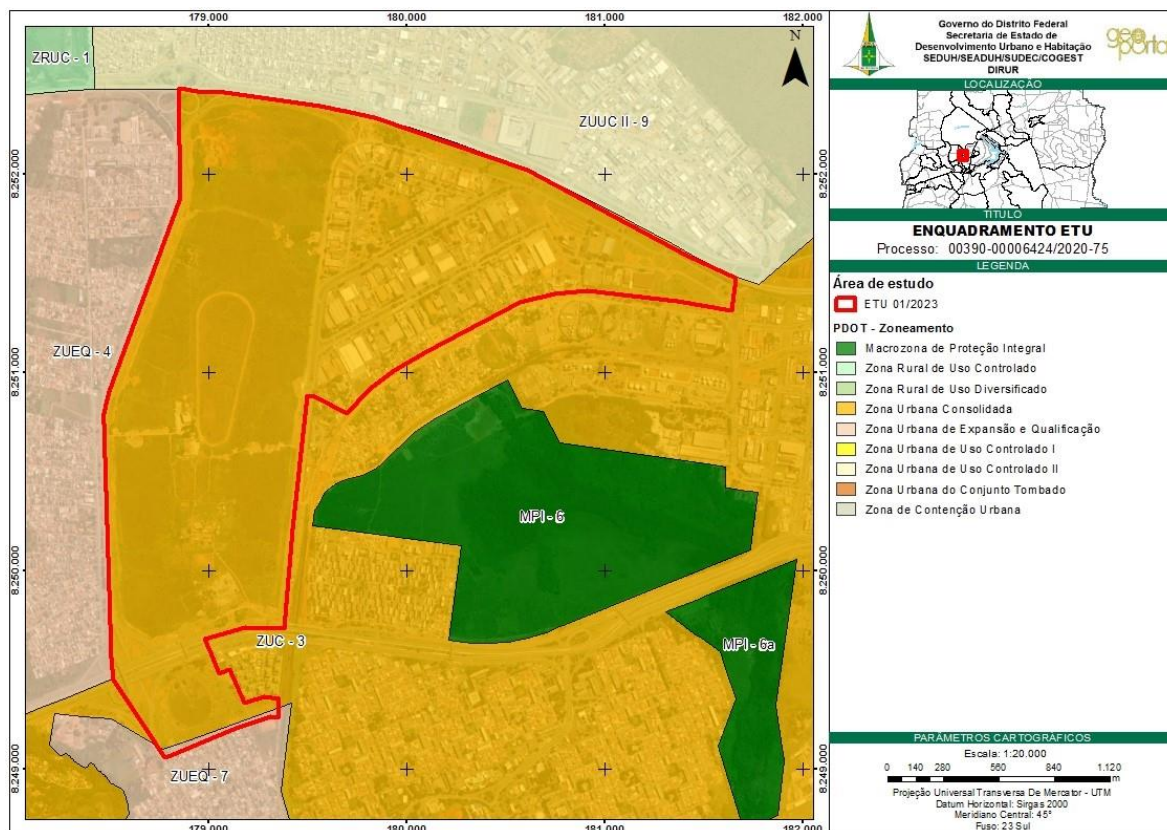 179.000 180.000 181.000 182.000
8.252.000
8.251.000
8.250.000
8.249.000
8.252.000
8.251.000
8.250.000
8.249.000
179.000 180.000 181.000 182.000
N
ZRUC - 1
ZUUC II - 9
ZUEQ - 4
MPI - 6
ZUC - 3
MPI - 6a
ZUEQ - 7
Governo do Distrito Federal
Secretaria de Estado de
Desenvolvimento Urbano e Habitação
SEDUH/SEADUH/SUDEC/COGEST
DIRUR
geo
porta
LOCALIZAÇÃO
TITULO
ENQUADRAMENTO ETU
Processo: 00390-00006424/2020-75
LEGENDA
Área de estudo
ETU 01/2023
PDOT - Zoneamento
Macrozona de Proteção Integral
Zona Rural de Uso Controlado
Zona Rural de Uso Diversificado
Zona Urbana Consolidada
Zona Urbana de Expansão e Qualificação
Zona Urbana de Uso Controlado I
Zona Urbana de Uso Controlado II
Zona Urbana do Conjunto Tombado
Zona de Contenção Urbana
PARÂMETROS CARTOGRÁFICOS
Escala: 1:20.000
0 140 280 560 840 1.120
m
Projeção Universal Transversa De Mercator - UTM
Datum Horizontal: Sirgas 2000
Meridiano Central: 45°
Fuso: 23 Sul